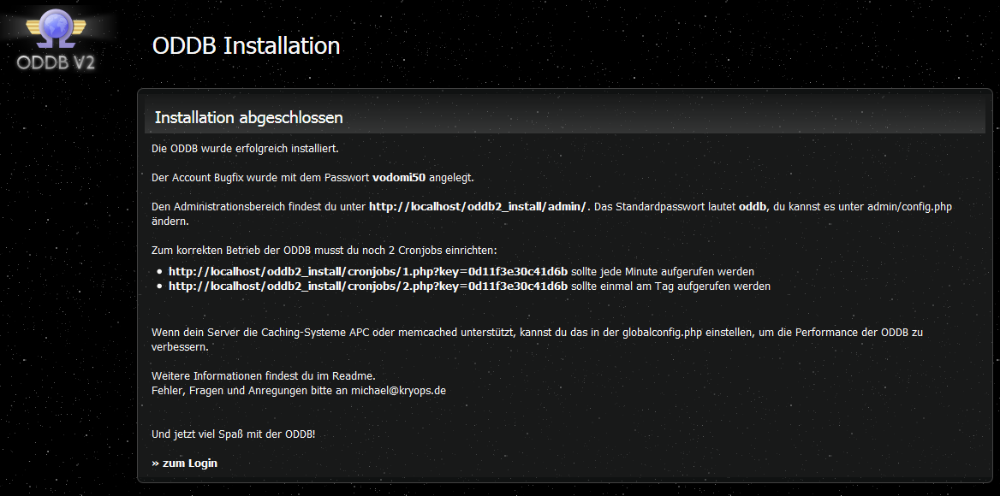 ODDB V2
ODDB Installation
Installation abgeschlossen
Die ODDB wurde erfolgreich installiert.
Der Account Bugfix wurde mit dem Passwort vodomi50 angelegt.
Den Administrationsbereich findest du unter http://localhost/oddb2_install/admin/. Das Standardpasswort lautet oddb, du kannst es unter admin/config.php
ändern.
Zum korrekten Betrieb der ODDB musst du noch 2 Cronjobs einrichten:
• http://localhost/oddb2_install/cronjobs/1.php?key=0d11f3e30c41d6b sollte jede Minute aufgerufen werden
• http://localhost/oddb2_install/cronjobs/2.php?key=0d11f3e30c41d6b sollte einmal am Tag aufgerufen werden
Wenn dein Server die Caching-Systeme APC oder memcached unterstützt, kannst du das in der globalconfig.php einstellen, um die Performance der ODDB zu
verbessern.
Weitere Informationen findest du im Readme.
Fehler, Fragen und Anregungen bitte an michael@kryops.de
Und jetzt viel Spaß mit der ODDB!
» zum Login